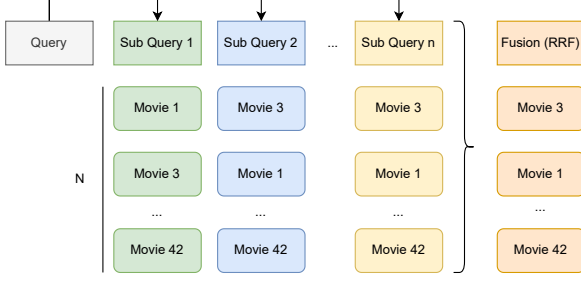 Query
Sub Query 1
Sub Query 2
...
Sub Query n
Fusion (RRF)
Movie 1
Movie 3
Movie 3
Movie 3
N
Movie 3
Movie 1
Movie 1
Movie 1
...
...
...
...
Movie 42
Movie 42
Movie 42
Movie 42